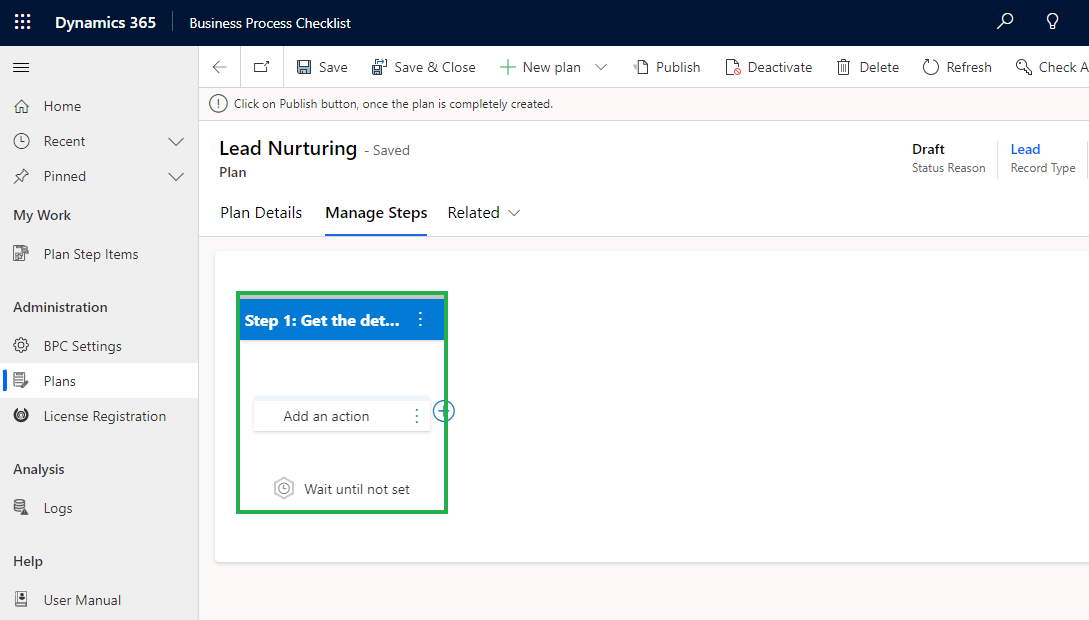 Dynamics 365 Business Process Checklist
Save Save & Close New plan Publish Deactivate Delete Refresh Check A
Click on Publish button, once the plan is completely created.
Home
Recent
Pinned
My Work
Plan Step Items
Administration
BPC Settings
Plans
License Registration
Analysis
Logs
Help
User Manual
Lead Nurturing - Saved
Plan
Draft
Status Reason
Lead
Record Type
Plan Details Manage Steps Related
Step 1: Get the det...
Add an action
Wait until not set